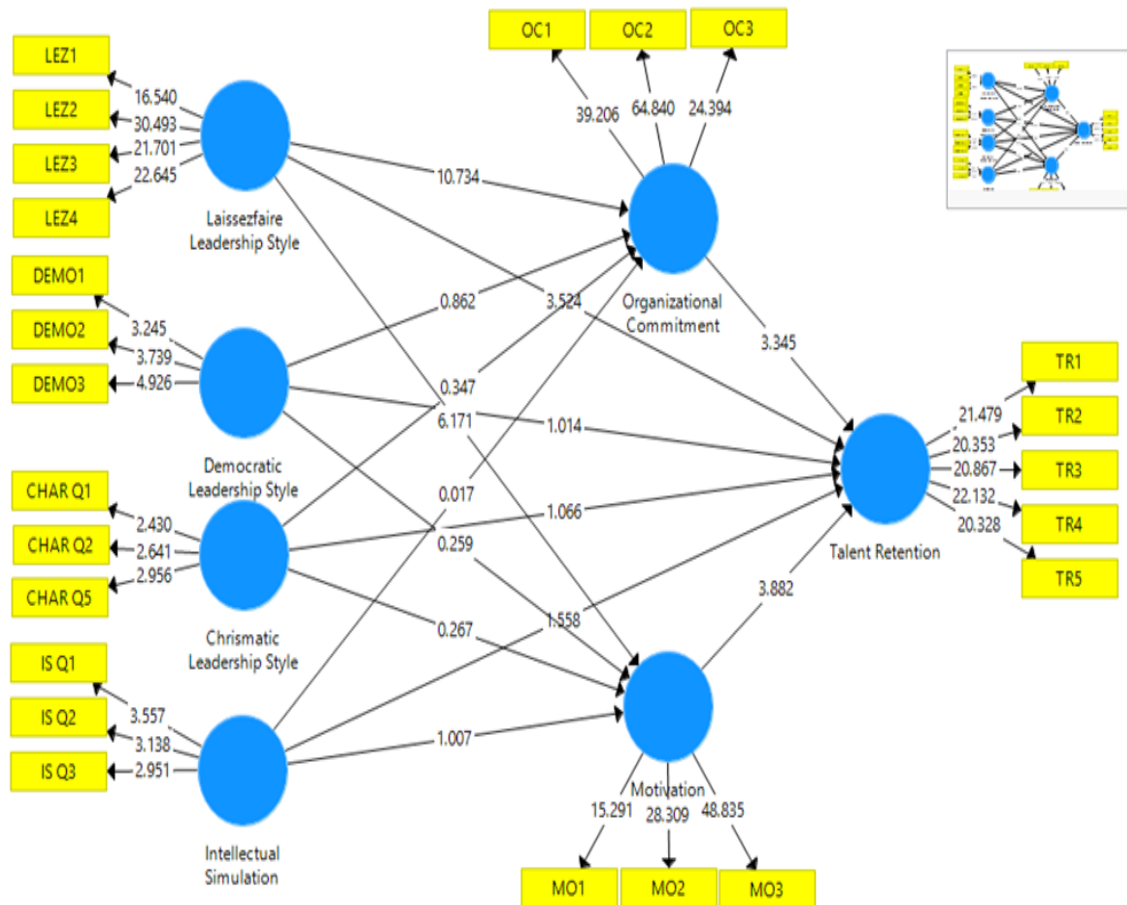 OC1
OC2
OC3
LEZ1
LEZ2
LEZ3
LEZ4
16.540
30.493
21.701
22.645
39.206
64.840
24.394
Laissezfaire
Leadership Style
10.734
Organizational
Commitment
DEMO1
DEMO2
DEMO3
3.245
3.739
4.926
0.862
3.524
3.345
0.347
6.171
1.014
Democratic
Leadership Style
TR1
TR2
TR3
TR4
TR5
21.479
20.353
20.867
22.132
20.328
Talent Retention
CHAR Q1
CHAR Q2
CHAR Q5
2.430
2.641
2.956
0.017
1.066
0.259
3.882
Chrismatic
Leadership Style
0.267
1.558
IS Q1
IS Q2
IS Q3
3.557
3.138
2.951
1.007
Intellectual
Simulation
Motivation
15.291
28.309
48.835
MO1
MO2
MO3